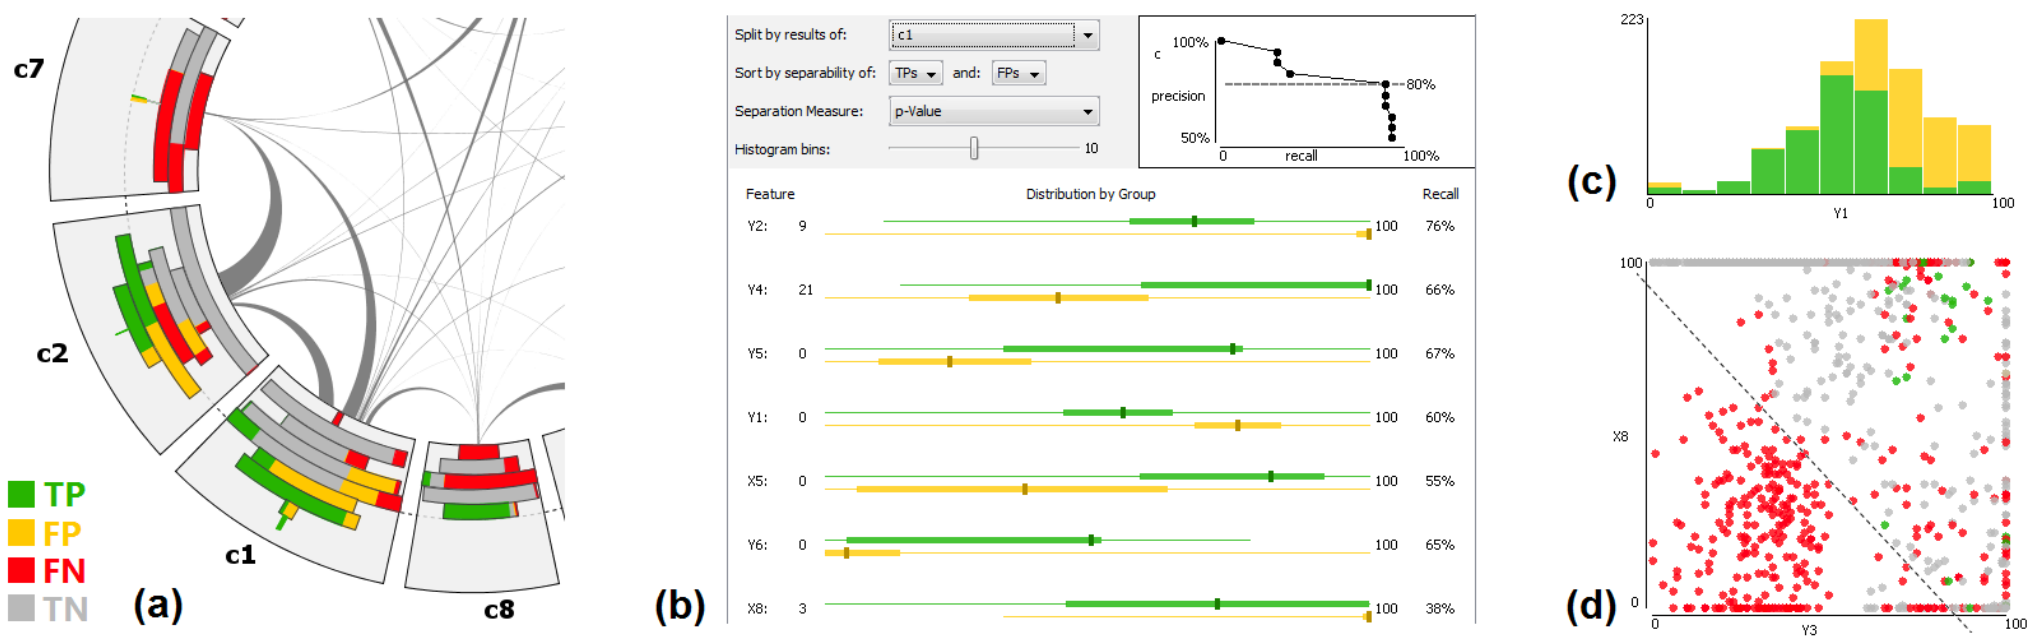 c7
c2
c1
c8
TP
FP
FN
TN
(a)
Split by results of: c1
Sort by separability of: TPs and: FPs
Separation Measure: p-Value
Histogram bins: 10
c 100%
precision
80%
50%
0 recall 100%
Feature Distribution by Group Recall
Y2: 9 100 76%
Y4: 21 100 66%
Y5: 0 100 67%
Y1: 0 100 60%
X5: 0 100 55%
Y6: 0 100 65%
X8: 3 100 38%
(b)
223
(c)
0 100
Y1
100
X8
0
(d)
0 100
Y3